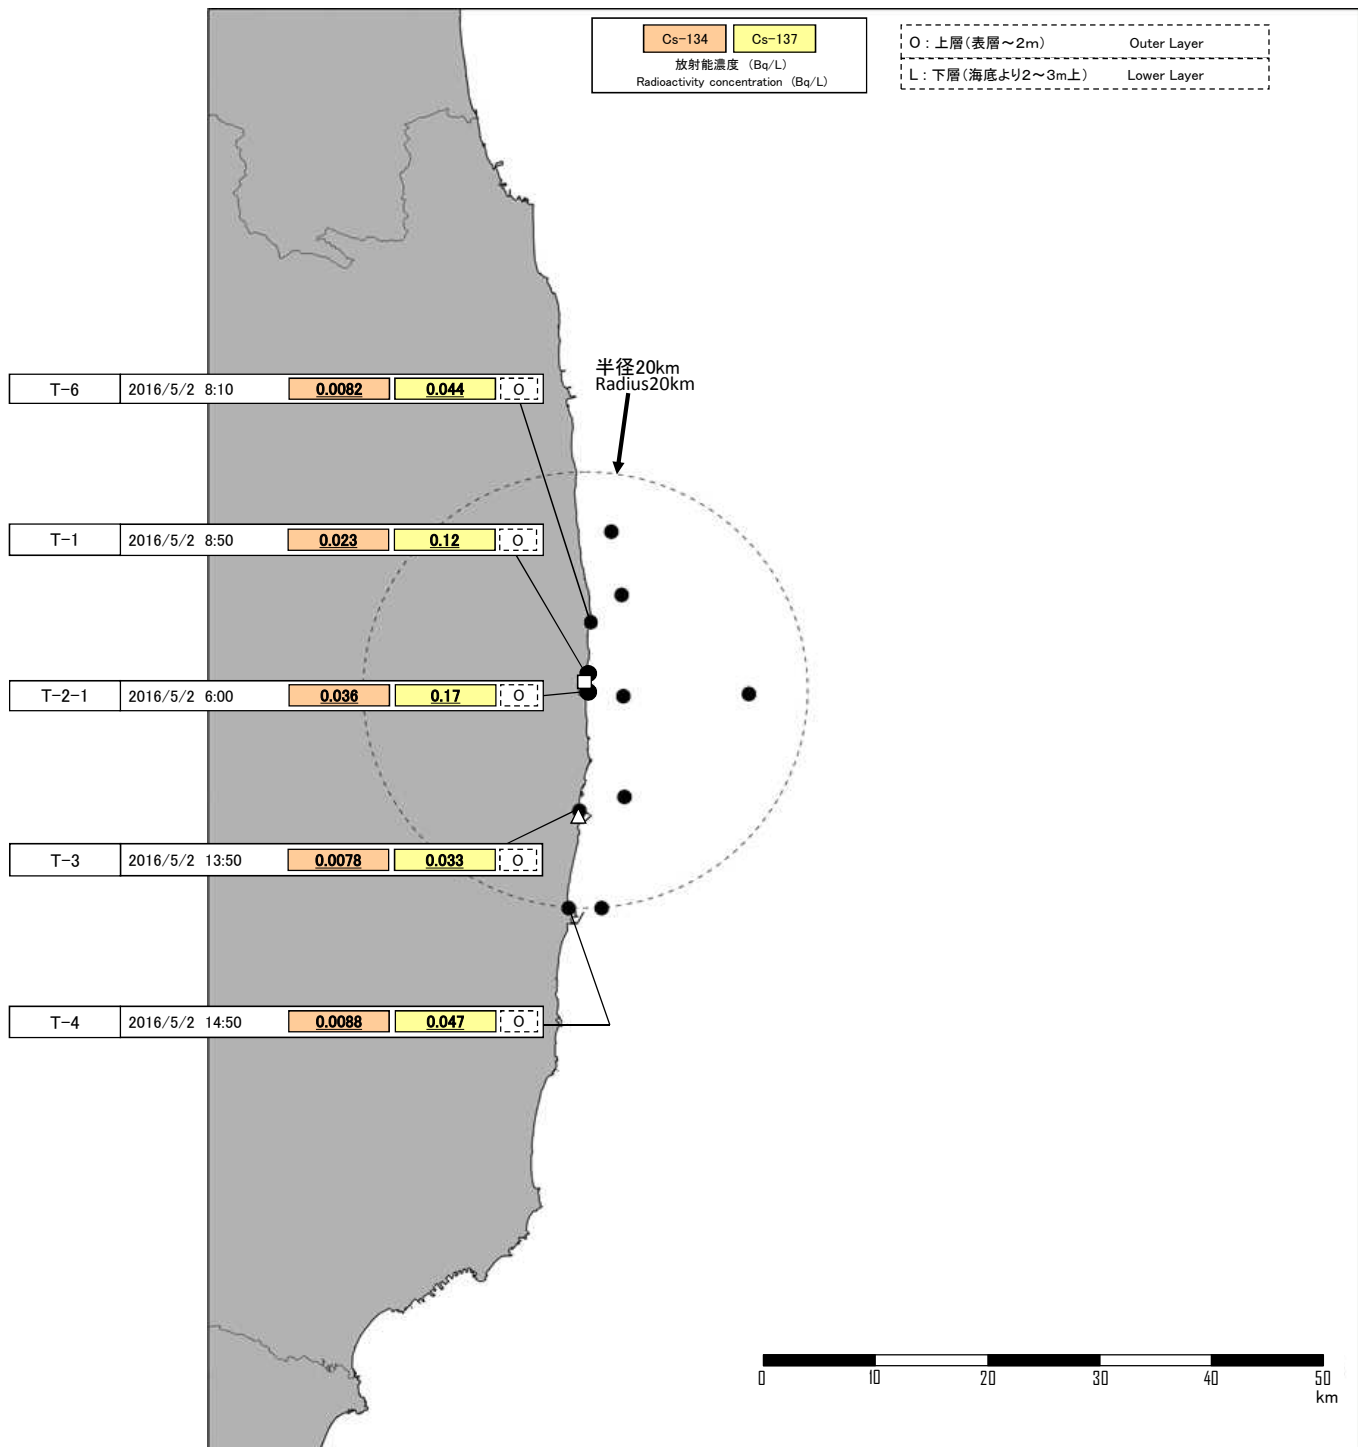 Cs-134 Cs-137
放射能濃度 (Bq/L)
Radioactivity concentration (Bq/L)
O : 上層(表層～2m) Outer Layer
L : 下層(海底より2～3m上) Lower Layer
半径20km
Radius20km
T-6 2016/5/2 8:10 0.0082 0.044 O
T-1 2016/5/2 8:50 0.023 0.12 O
T-2-1 2016/5/2 6:00 0.036 0.17 O
T-3 2016/5/2 13:50 0.0078 0.033 O
T-4 2016/5/2 14:50 0.0088 0.047 O
0 10 20 30 40 50
km